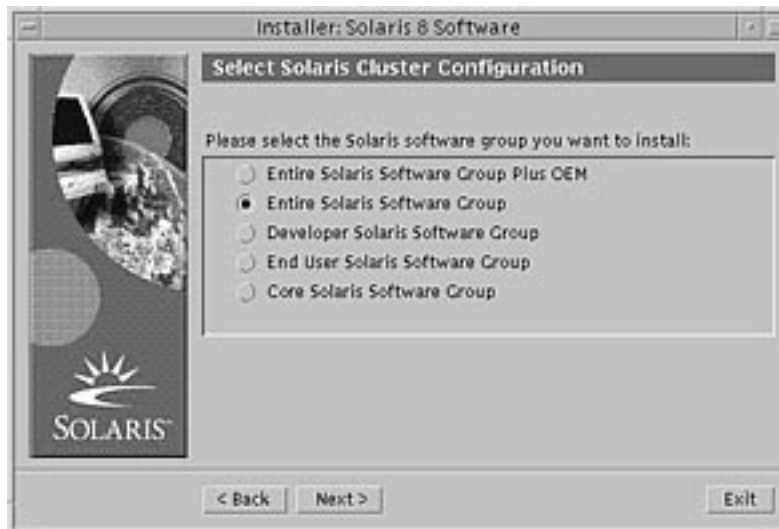 Installer: Solaris 8 Software
Select Solaris Cluster Configuration
Please select the Solaris software group you want to install:
Entire Solaris Software Group Plus OEM
Entire Solaris Software Group
Developer Solaris Software Group
End User Solaris Software Group
Core Solaris Software Group
SOLARIS™
< Back Next > Exit